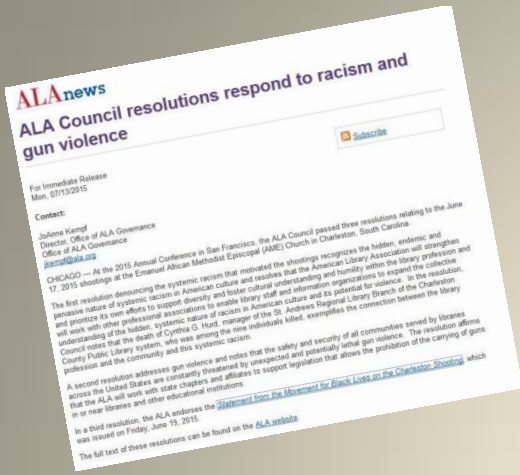 ALAnews
ALA Council resolutions respond to racism and
gun violence
Subscribe
For Immediate Release
Mon, 07/13/2015
Contact:
JoAnne Kempf
Director, Office of ALA Governance
Office of ALA Governance
jkempf@ala.org
CHICAGO — At the 2015 Annual Conference in San Francisco, the ALA Council passed three resolutions relating to the June
17, 2015 shootings at the Emanuel African Methodist Episcopal (AME) Church in Charleston, South Carolina.
The first resolution denouncing the systemic racism that motivated the shootings recognizes the hidden, endemic and
pervasive nature of systemic racism in American culture and resolves that the American Library Association will strengthen
and prioritize its own efforts to support diversity and foster cultural understanding and humility within the library profession and
will work with other professional associations to enable library staff and information organizations to expand the collective
understanding of the hidden, systemic nature of racism in American culture and its potential for violence. In the resolution,
Council notes that the death of Cynthia G. Hurd, manager of the St. Andrews Regional Library Branch of the Charleston
County Public Library system, who was among the nine individuals killed, exemplifies the connection between the library
profession and the community and this systemic racism.
A second resolution addresses gun violence and notes that the safety and security of all communities served by libraries
across the United States are constantly threatened by unexpected and potentially lethal gun violence. The resolution affirms
that the ALA will work with state chapters and affiliates to support legislation that allows the prohibition of the carrying of guns
in or near libraries and other educational institutions.
In a third resolution, the ALA endorses the Statement from the Movement for Black Lives on the Charleston Shooting, which
was issued on Friday, June 19, 2015.
The full text of these resolutions can be found on the ALA website.